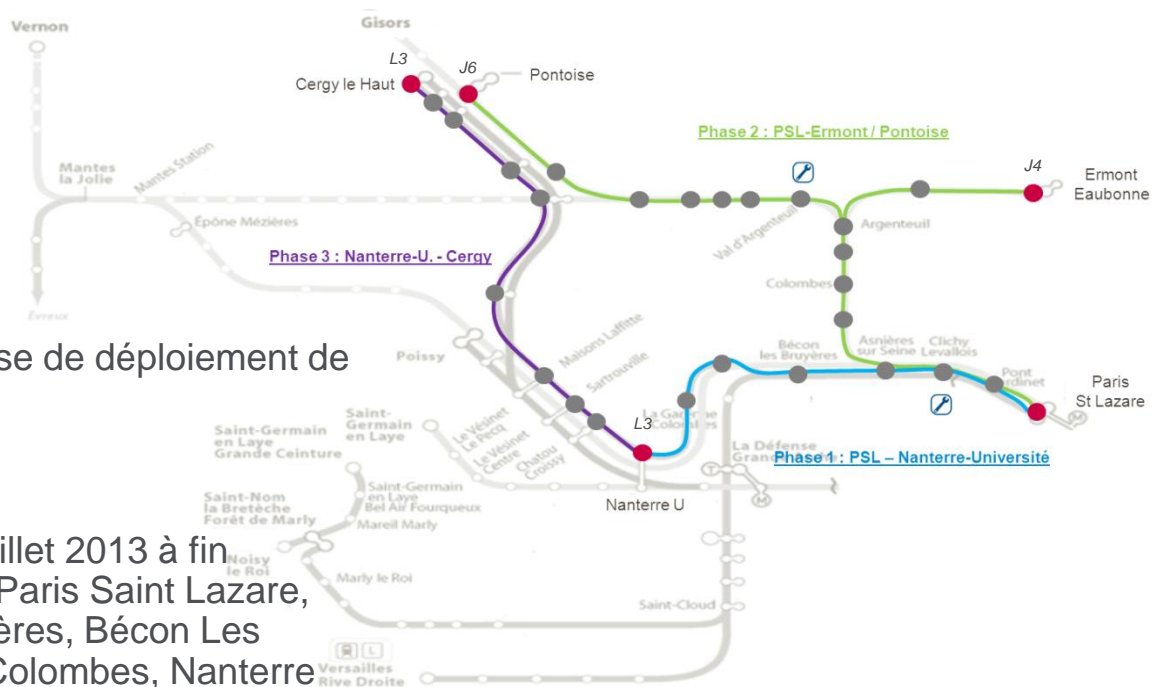 Vernon
Gisors
L3
J6
Cergy le Haut
Pontoise
Phase 2 : PSL-Ermont / Pontoise
J4
Ermont
Eaubonne
Mantes
la Jolie
Mantes Station
Épône Mézières
Val d'Argenteuil
Argenteuil
Phase 3 : Nanterre-U. - Cergy
Colombes
Évreux
se de déploiement de
Poissy
Maisons Laffitte
Sartrouville
Bécon
les Bruyères
Asnières
sur Seine
Clichy
Levallois
Pont
Paris
St Lazare
L3
Colombes
Saint-
Germain
en Laye
Le Vésinet
Le Pecq
Le Vésinet
Centre
Chatou
Croissy
Saint-Germain
en Laye
Grande Ceinture
La Défense
Phase 1 : PSL – Nanterre-Université
Nanterre U
Saint-Germain
en Laye
Bel Air Fourqueux
Mareil Marly
Saint-Nom
la Bretèche
Forêt de Marly
illet 2013 à fin
Noisy
le Roi
Marly le Roi
Paris Saint Lazare,
Saint-Cloud
ères, Bécon Les
L
Colombes, Nanterre
Versailles
Rive Droite